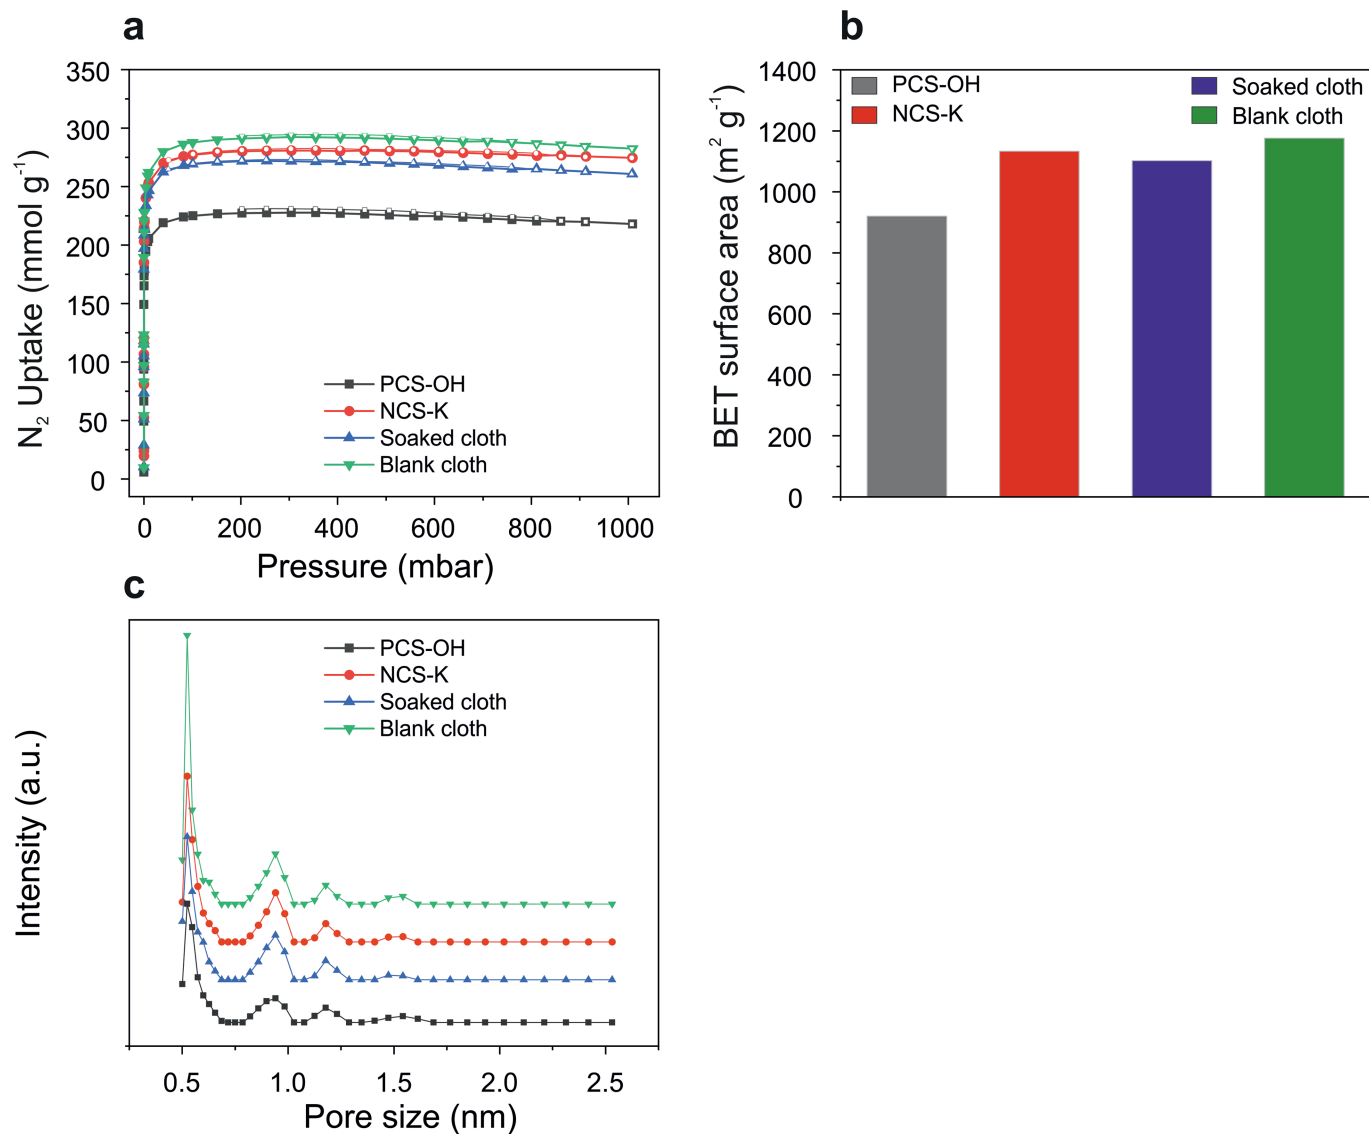 a
350
300
250
200
150
100
50
0
N₂ Uptake (mmol g⁻¹)
PCS-OH
NCS-K
Soaked cloth
Blank cloth
0 200 400 600 800 1000
Pressure (mbar)
b
1400
1200
1000
800
600
400
200
0
BET surface area (m² g⁻¹)
PCS-OH Soaked cloth
NCS-K Blank cloth
c
PCS-OH
NCS-K
Soaked cloth
Blank cloth
Intensity (a.u.)
0.5 1.0 1.5 2.0 2.5
Pore size (nm)